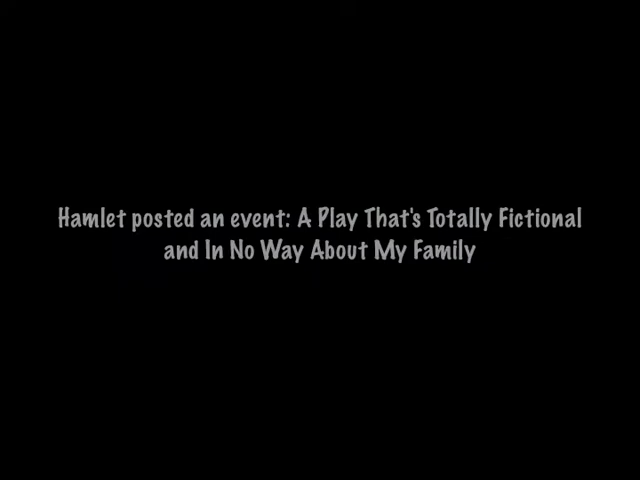 Hamlet posted an event: A Play That's Totally Fictional
and In No Way About My Family